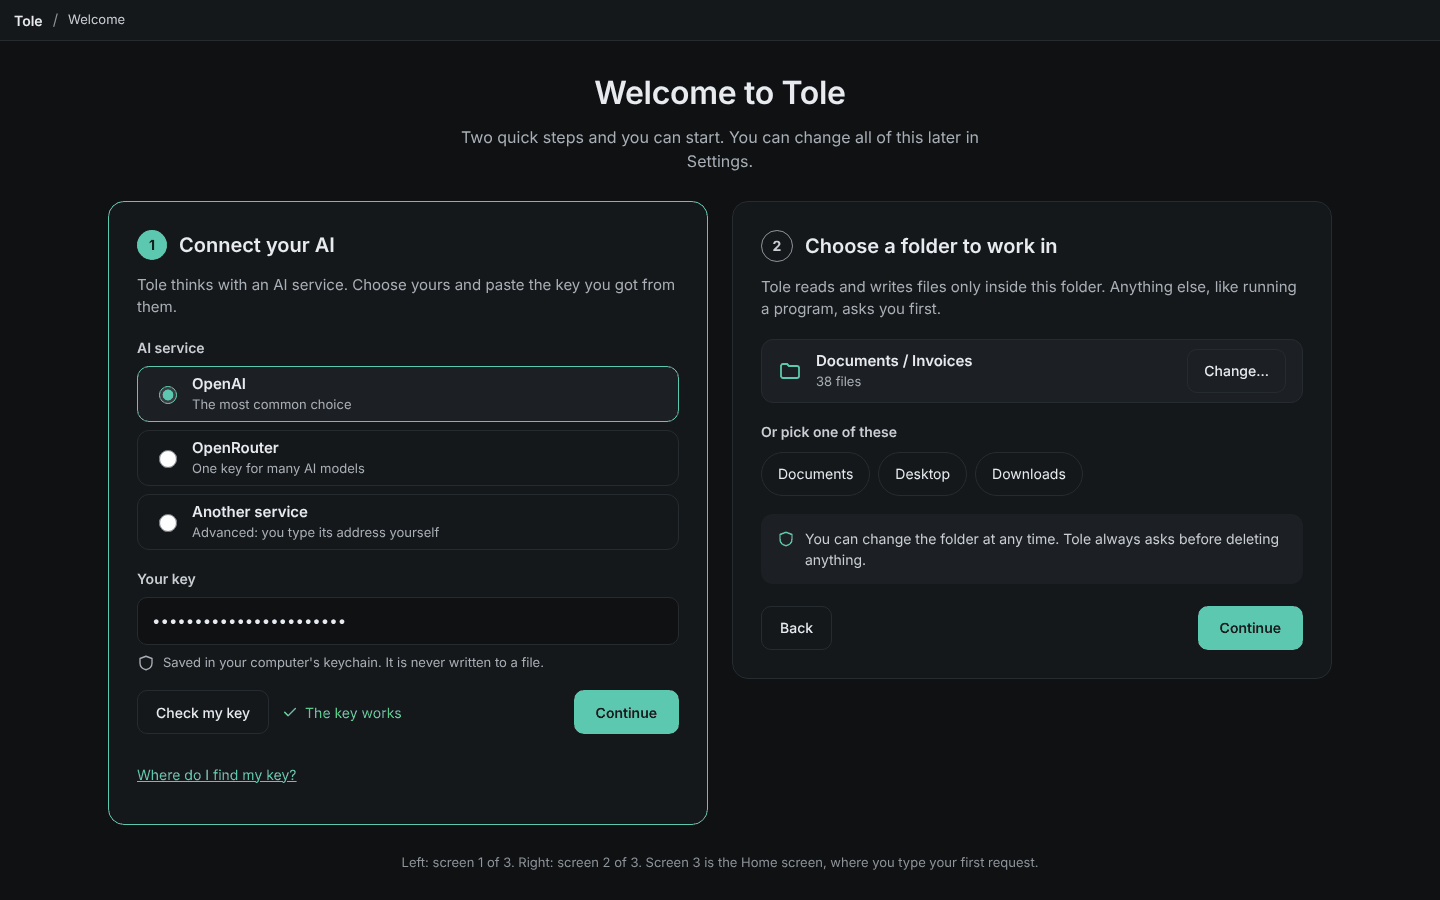 Tole / Welcome
Welcome to Tole
Two quick steps and you can start. You can change all of this later in
Settings.
1 Connect your AI
Tole thinks with an AI service. Choose yours and paste the key you got from
them.
AI service
OpenAI
The most common choice
OpenRouter
One key for many AI models
Another service
Advanced: you type its address yourself
Your key
•••••••••••••••••••••••
Saved in your computer's keychain. It is never written to a file.
Check my key
The key works
Continue
Where do I find my key?
2 Choose a folder to work in
Tole reads and writes files only inside this folder. Anything else, like running
a program, asks you first.
Documents / Invoices
38 files
Change...
Or pick one of these
Documents
Desktop
Downloads
You can change the folder at any time. Tole always asks before deleting
anything.
Back
Continue
Left: screen 1 of 3. Right: screen 2 of 3. Screen 3 is the Home screen, where you type your first request.